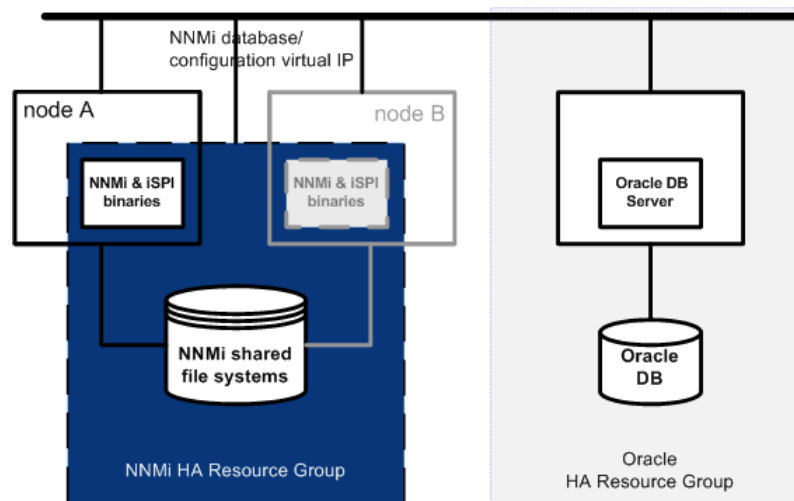 NNMi database/
configuration virtual IP
node A
node B
NNMi & iSPI
binaries
NNMi & iSPI
binaries
Oracle DB
Server
NNMi shared
file systems
Oracle
DB
NNMi HA Resource Group
Oracle
HA Resource Group